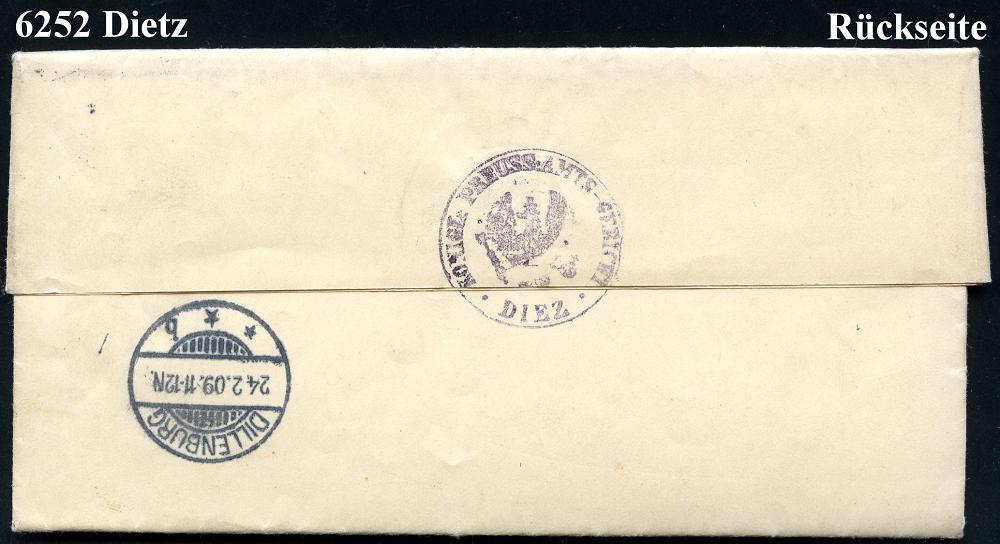 6252 Dietz
Rückseite
KÖNIGL. PREUSS. AMTS-GERICHT
· DIEZ ·
DILLENBURG
24.2.09.11-12N.
* * b